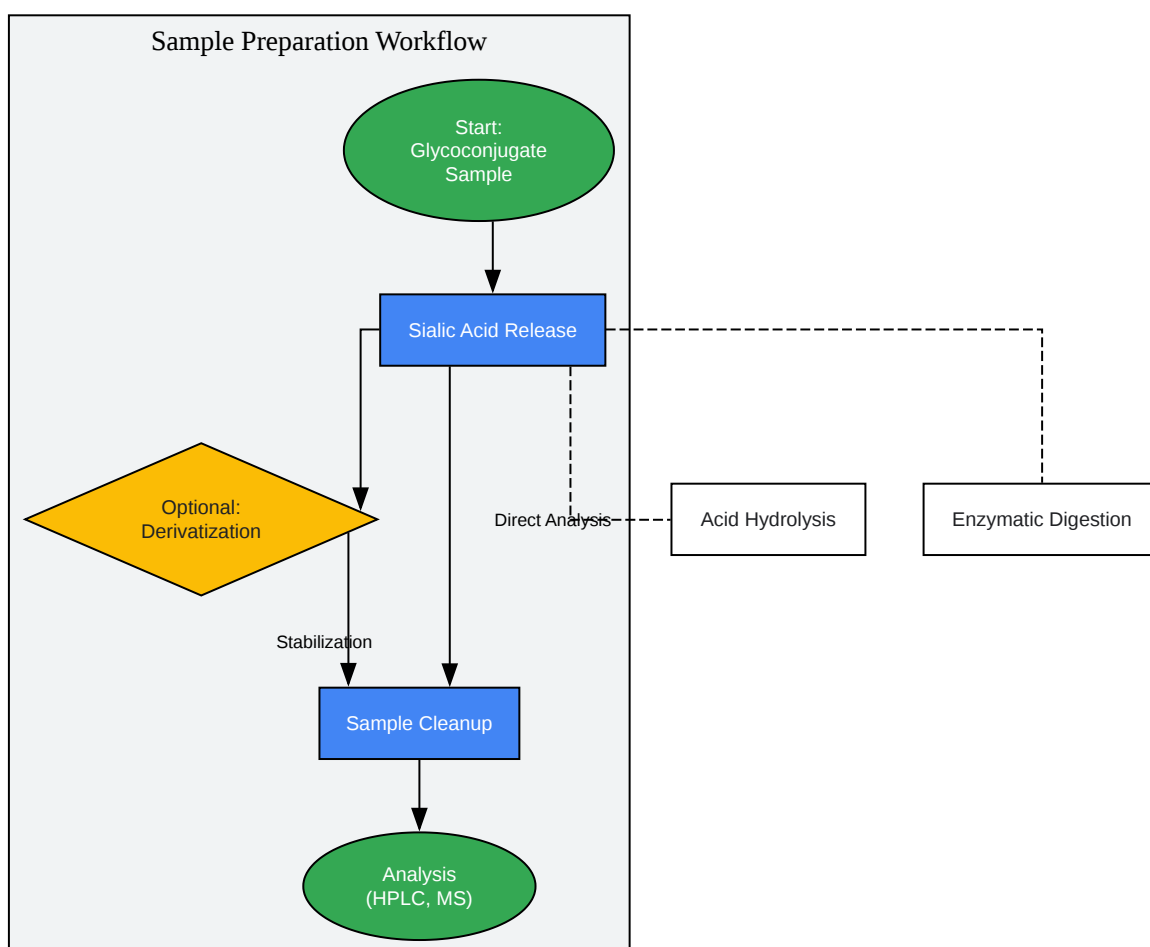 Sample Preparation Workflow
Start:
Glycoconjugate
Sample
Sialic Acid Release
Optional:
Derivatization
Direct Analysis
Acid Hydrolysis
Enzymatic Digestion
Stabilization
Sample Cleanup
Analysis
(HPLC, MS)